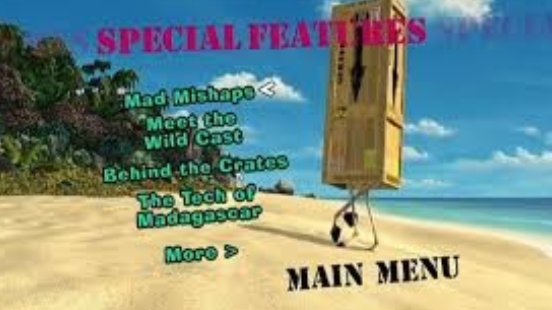 SPECIAL FEATURES
Mad Mishaps <
Meet the
Wild Cast
Behind the Crates
The Tech of
Madagascar
More >
MAIN MENU